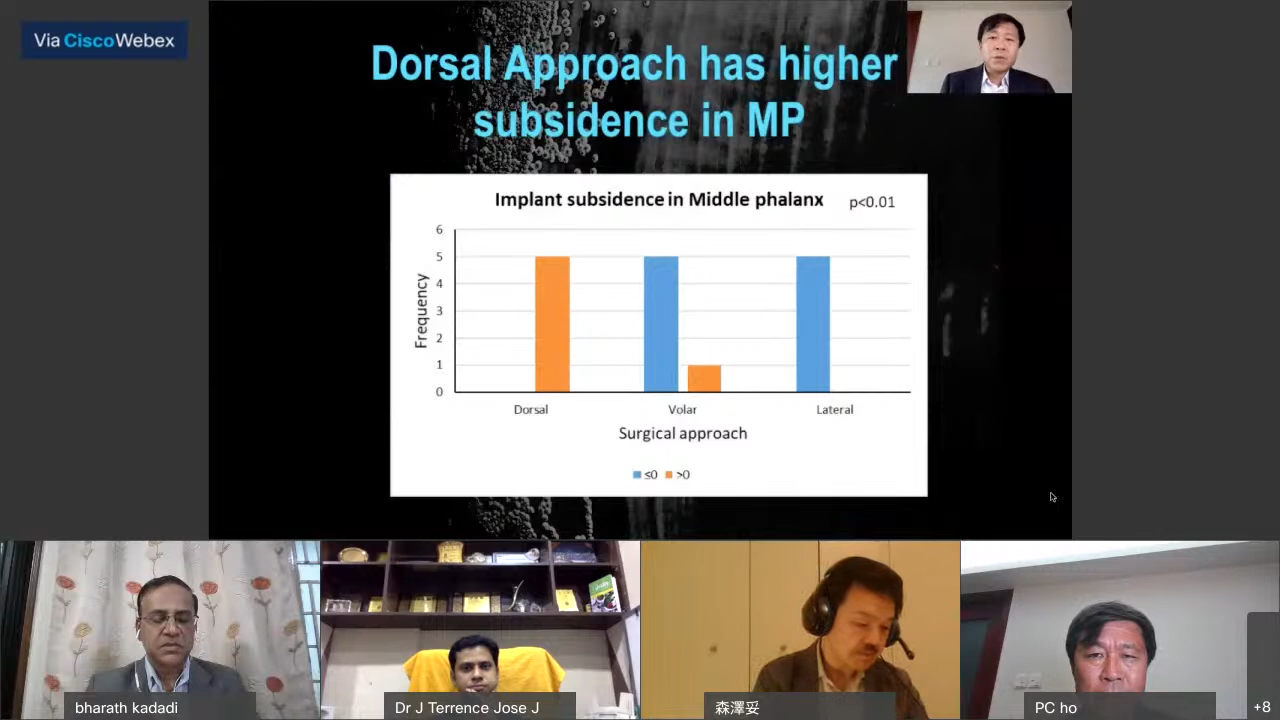 Via Cisco Webex
Dorsal Approach has higher
subsidence in MP
Implant subsidence in Middle phalanx
p<0.01
6
5
4
3
2
1
0
Frequency
Dorsal
Volar
Lateral
Surgical approach
≤0
>0
bharath kadadi
Dr J Terrence Jose J
森澤妥
PC ho
+8